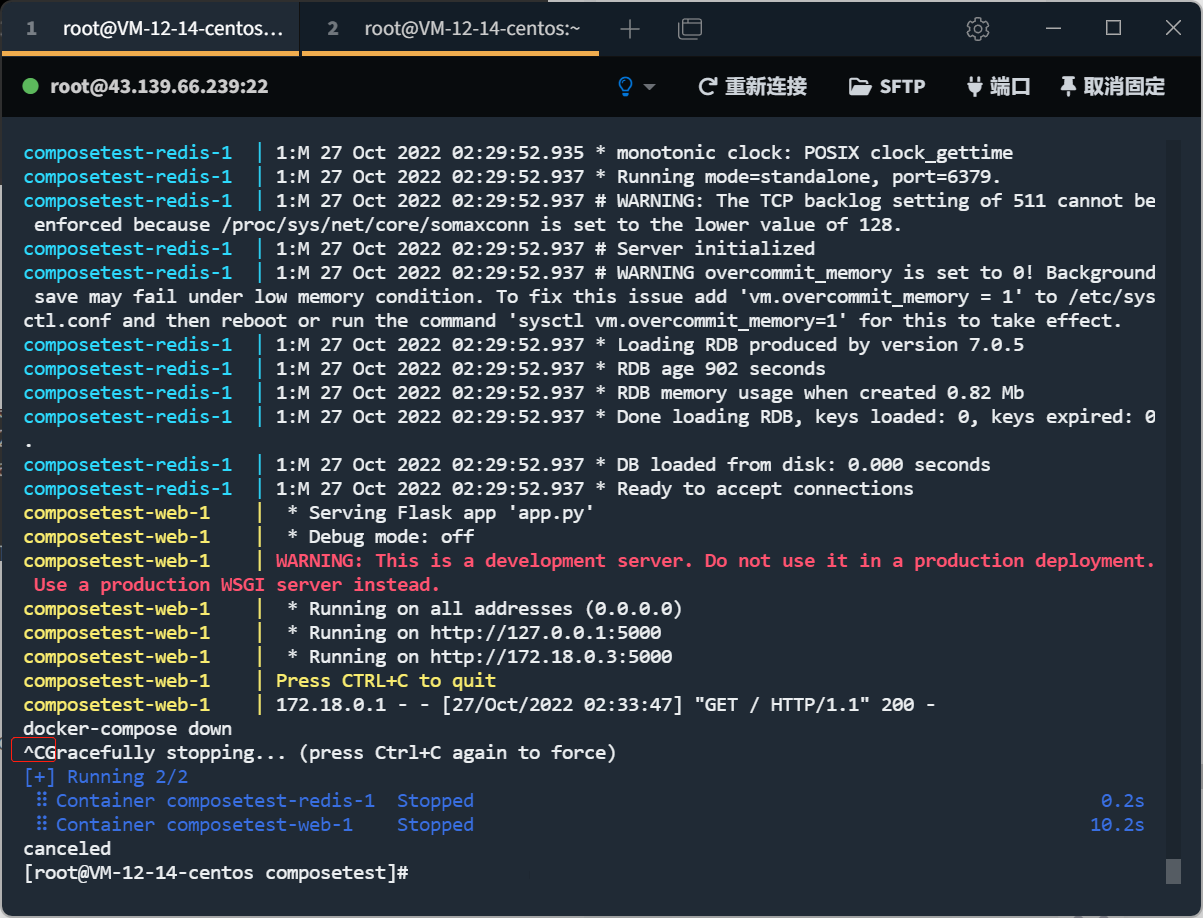 1 root@VM-12-14-centos... 2 root@VM-12-14-centos:~
root@43.139.66.239:22 重新连接 SFTP 端口 取消固定
composetest-redis-1 | 1:M 27 Oct 2022 02:29:52.935 * monotonic clock: POSIX clock_gettime
composetest-redis-1 | 1:M 27 Oct 2022 02:29:52.937 * Running mode=standalone, port=6379.
composetest-redis-1 | 1:M 27 Oct 2022 02:29:52.937 # WARNING: The TCP backlog setting of 511 cannot be
enforced because /proc/sys/net/core/somaxconn is set to the lower value of 128.
composetest-redis-1 | 1:M 27 Oct 2022 02:29:52.937 # Server initialized
composetest-redis-1 | 1:M 27 Oct 2022 02:29:52.937 # WARNING overcommit_memory is set to 0! Background
save may fail under low memory condition. To fix this issue add 'vm.overcommit_memory = 1' to /etc/sys
ctl.conf and then reboot or run the command 'sysctl vm.overcommit_memory=1' for this to take effect.
composetest-redis-1 | 1:M 27 Oct 2022 02:29:52.937 * Loading RDB produced by version 7.0.5
composetest-redis-1 | 1:M 27 Oct 2022 02:29:52.937 * RDB age 902 seconds
composetest-redis-1 | 1:M 27 Oct 2022 02:29:52.937 * RDB memory usage when created 0.82 Mb
composetest-redis-1 | 1:M 27 Oct 2022 02:29:52.937 * Done loading RDB, keys loaded: 0, keys expired: 0
.
composetest-redis-1 | 1:M 27 Oct 2022 02:29:52.937 * DB loaded from disk: 0.000 seconds
composetest-redis-1 | 1:M 27 Oct 2022 02:29:52.937 * Ready to accept connections
composetest-web-1 | * Serving Flask app 'app.py'
composetest-web-1 | * Debug mode: off
composetest-web-1 | WARNING: This is a development server. Do not use it in a production deployment.
Use a production WSGI server instead.
composetest-web-1 | * Running on all addresses (0.0.0.0)
composetest-web-1 | * Running on http://127.0.0.1:5000
composetest-web-1 | * Running on http://172.18.0.3:5000
composetest-web-1 | Press CTRL+C to quit
composetest-web-1 | 172.18.0.1 - - [27/Oct/2022 02:33:47] "GET / HTTP/1.1" 200 -
docker-compose down
^CGracefully stopping... (press Ctrl+C again to force)
[+] Running 2/2
⠿ Container composetest-redis-1 Stopped 0.2s
⠿ Container composetest-web-1 Stopped 10.2s
canceled
[root@VM-12-14-centos composetest]#